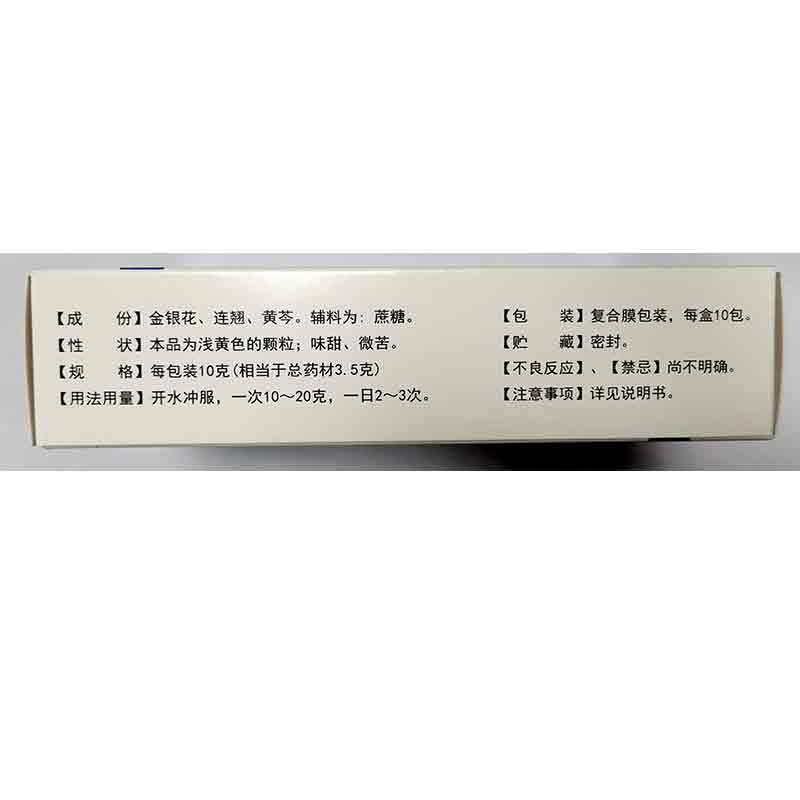 【成　份】金银花、连翘、黄芩。辅料为：蔗糖。
【性　状】本品为浅黄色的颗粒；味甜、微苦。
【规　格】每包装10克(相当于总药材3.5克)
【用法用量】开水冲服，一次10～20克，一日2～3次。
【包　装】复合膜包装，每盒10包。
【贮　藏】密封。
【不良反应】、【禁忌】尚不明确。
【注意事项】详见说明书。